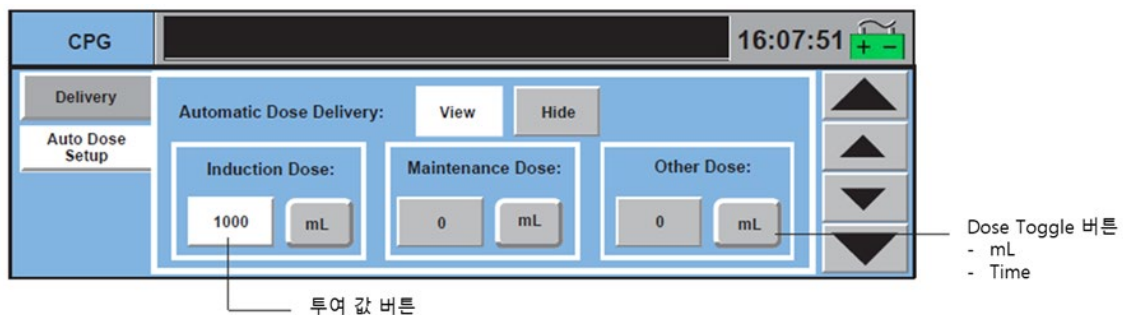 CPG
16:07:51
+ −
Delivery
Auto Dose
Setup
Automatic Dose Delivery: View Hide
Induction Dose: Maintenance Dose: Other Dose:
1000 mL 0 mL 0 mL
Dose Toggle 버튼
- mL
- Time
투여 값 버튼